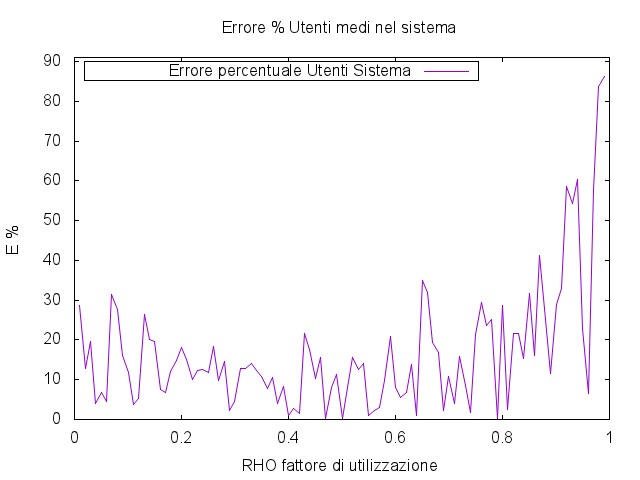 Errore % Utenti medi nel sistema
Errore percentuale Utenti Sistema
90
80
70
60
50
40
30
20
10
0
E %
0 0.2 0.4 0.6 0.8 1
RHO fattore di utilizzazione